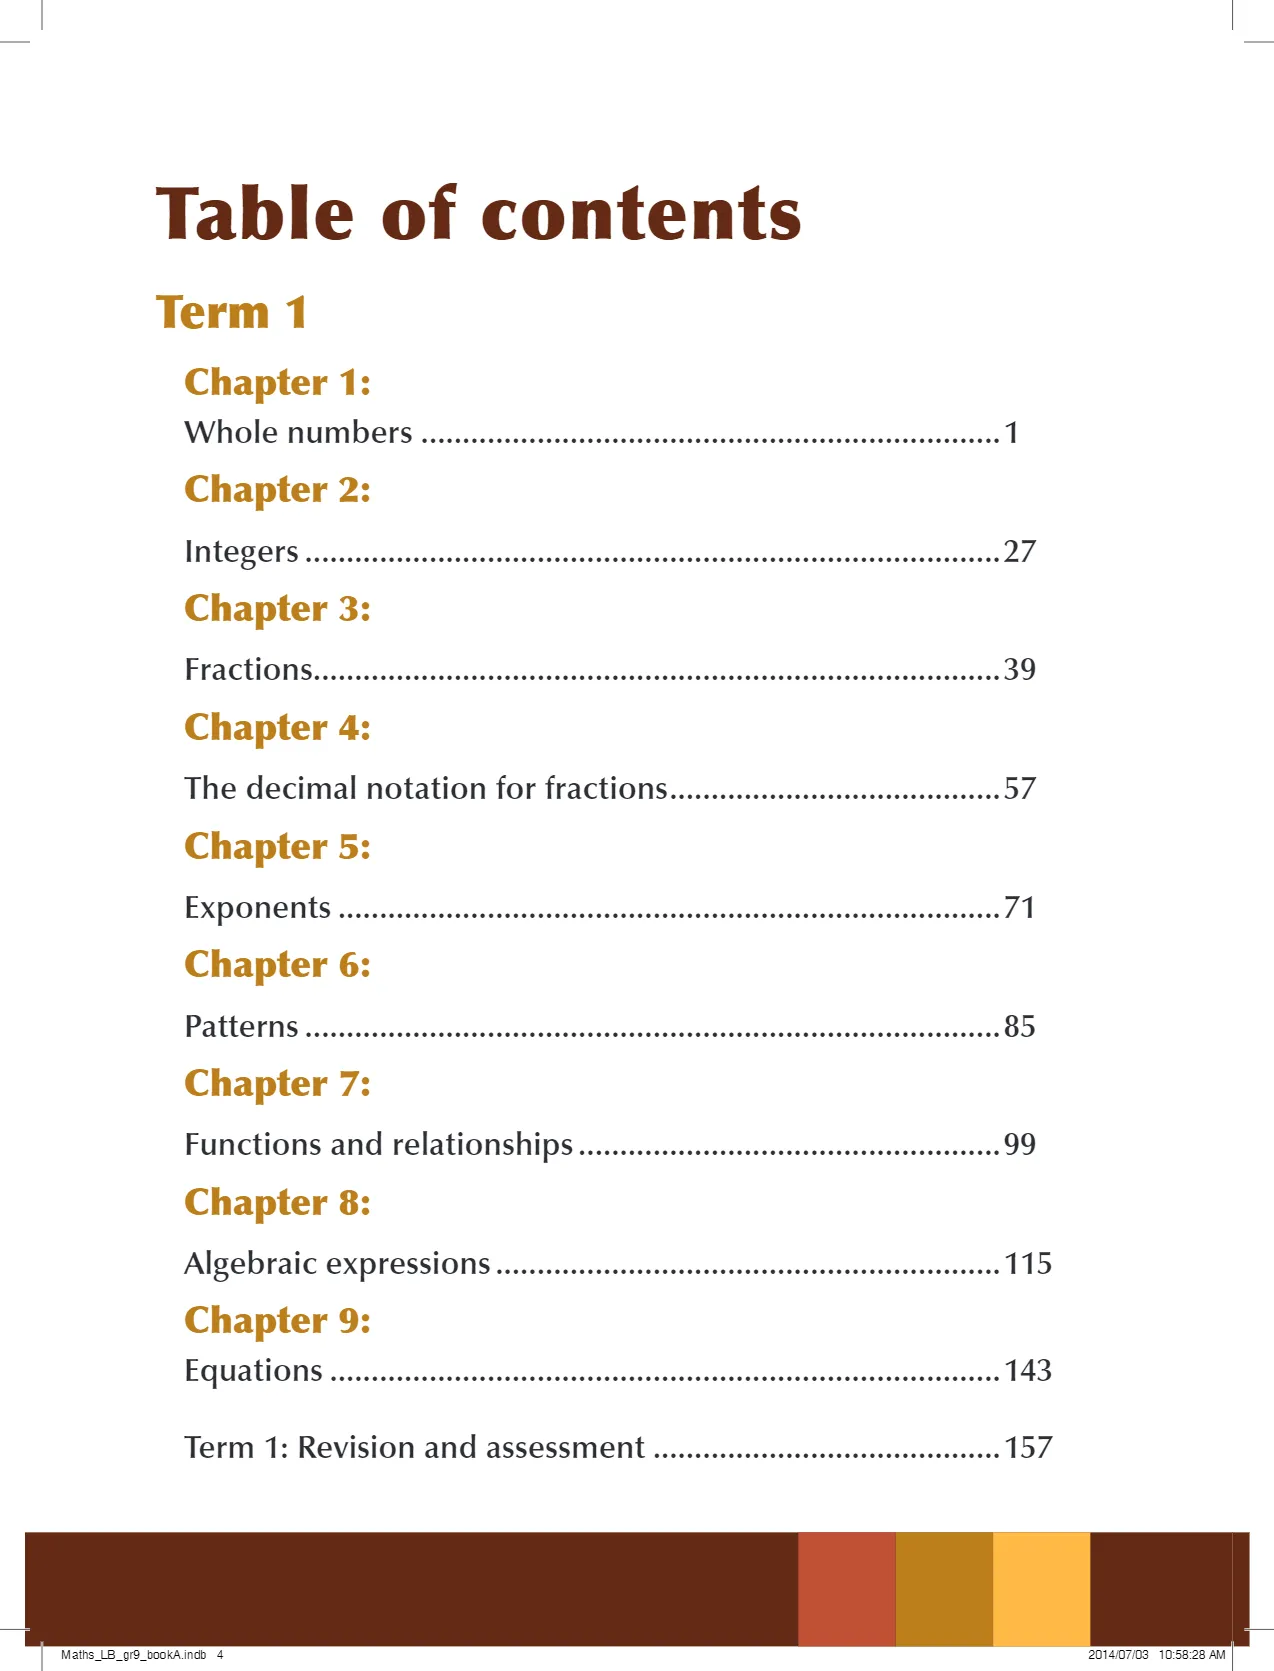 Table of contents
Term 1
Chapter 1:
Whole numbers ......................................................................1
Chapter 2:
Integers ....................................................................................27
Chapter 3:
Fractions...................................................................................39
Chapter 4:
The decimal notation for fractions........................................57
Chapter 5:
Exponents ................................................................................71
Chapter 6:
Patterns ....................................................................................85
Chapter 7:
Functions and relationships ...................................................99
Chapter 8:
Algebraic expressions .............................................................115
Chapter 9:
Equations .................................................................................143
Term 1: Revision and assessment ..........................................157
Maths_LB_gr9_bookA.indb 4
2014/07/03 10:58:28 AM